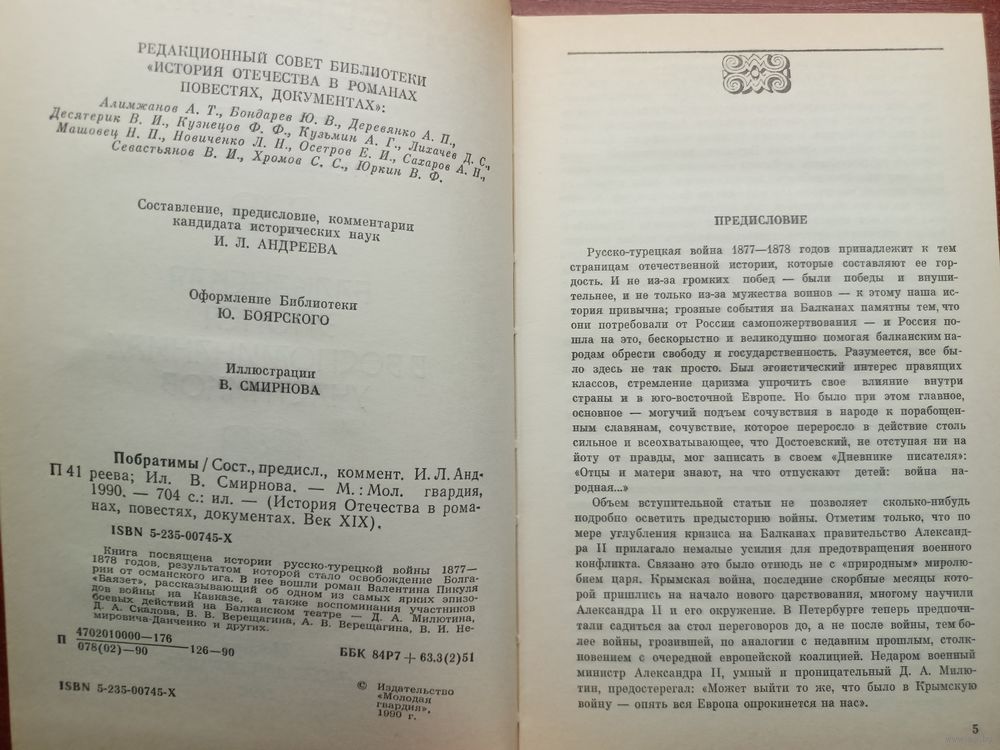 РЕДАКЦИОННЫЙ СОВЕТ БИБЛИОТЕКИ
«ИСТОРИЯ ОТЕЧЕСТВА В РОМАНАХ
ПОВЕСТЯХ, ДОКУМЕНТАХ»:
Алимжанов А. Т., Бондарев Ю. В., Деревянко А. П.,
Десятерик В. И., Кузнецов Ф. Ф., Кузьмин А. Г., Лихачев Д. С.,
Машовец Н. П., Новиченко Л. Н., Осетров Е. И., Сахаров А. Н.,
Севастьянов В. И., Хромов С. С., Юркин В. Ф.
Составление, предисловие, комментарии
кандидата исторических наук
И. Л. АНДРЕЕВА
Оформление Библиотеки
Ю. БОЯРСКОГО
Иллюстрации
В. СМИРНОВА
Побратимы / Сост., предисл., коммент. И. Л. Анд-
П 41 реева; Ил. В. Смирнова. — М.: Мол. гвардия,
1990. — 704 с.: ил. — (История Отечества в рома-
нах, повестях, документах. Век XIX).
ISBN 5-235-00745-X
Книга посвящена истории русско-турецкой войны 1877—
1878 годов, результатом которой стало освобождение Болга-
рии от османского ига. В нее вошли роман Валентина Пикуля
«Баязет», рассказывающий об одном из самых ярких эпизо-
дов войны на Кавказе, а также воспоминания участников
боевых действий на Балканском театре — Д. А. Милютина,
Д. А. Скалова, В. В. Верещагина, А. В. Верещагина, В. И. Не-
мировича-Данченко и других.
П 4702010000—176
078(02)—90 126—90
ББК 84Р7 + 63.3(2)51
ISBN 5-235-00745-X
© Издательство
«Молодая
гвардия»,
1990 г.
ПРЕДИСЛОВИЕ
Русско-турецкая война 1877—1878 годов принадлежит к тем
страницам отечественной истории, которые составляют ее гор-
дость. И не из-за громких побед — были победы и внуши-
тельнее, и не только из-за мужества воинов — к этому наша ис-
тория привычна; грозные события на Балканах памятны тем, что
они потребовали от России самопожертвования — и Россия по-
шла на это, бескорыстно и великодушно помогая балканским на-
родам обрести свободу и государственность. Разумеется, все бы-
ло здесь не так просто. Был эгоистический интерес правящих
классов, стремление царизма упрочить свое влияние внутри
страны и в юго-восточной Европе. Но было при этом главное,
основное — могучий подъем сочувствия в народе к порабощен-
ным славянам, сочувствие, которое переросло в действие столь
сильное и всеохватывающее, что Достоевский, не отступая ни на
йоту от правды, мог записать в своем «Дневнике писателя»:
«Отцы и матери знают, на что отпускают детей: война на-
родная...»
Объем вступительной статьи не позволяет сколько-нибудь
подробно осветить предысторию войны. Отметим только, что по
мере углубления кризиса на Балканах правительство Александ-
ра II прилагало немалые усилия для предотвращения военного
конфликта. Связано это было отнюдь не с «природным» миролю-
бием царя. Крымская война, последние скорбные месяцы кото-
рой пришлись на начало нового царствования, многому научили
Александра II и его окружение. В Петербурге теперь предпочи-
тали садиться за стол переговоров до, а не после войны, тем бо-
лее войны, грозившей, по аналогии с недавним прошлым, столк-
новением с очередной европейской коалицией. Недаром военный
министр Александра II, умный и проницательный Д. А. Милю-
тин, предостерегал: «Может выйти то же, что было в Крымскую
войну — опять вся Европа опрокинется на нас».
5